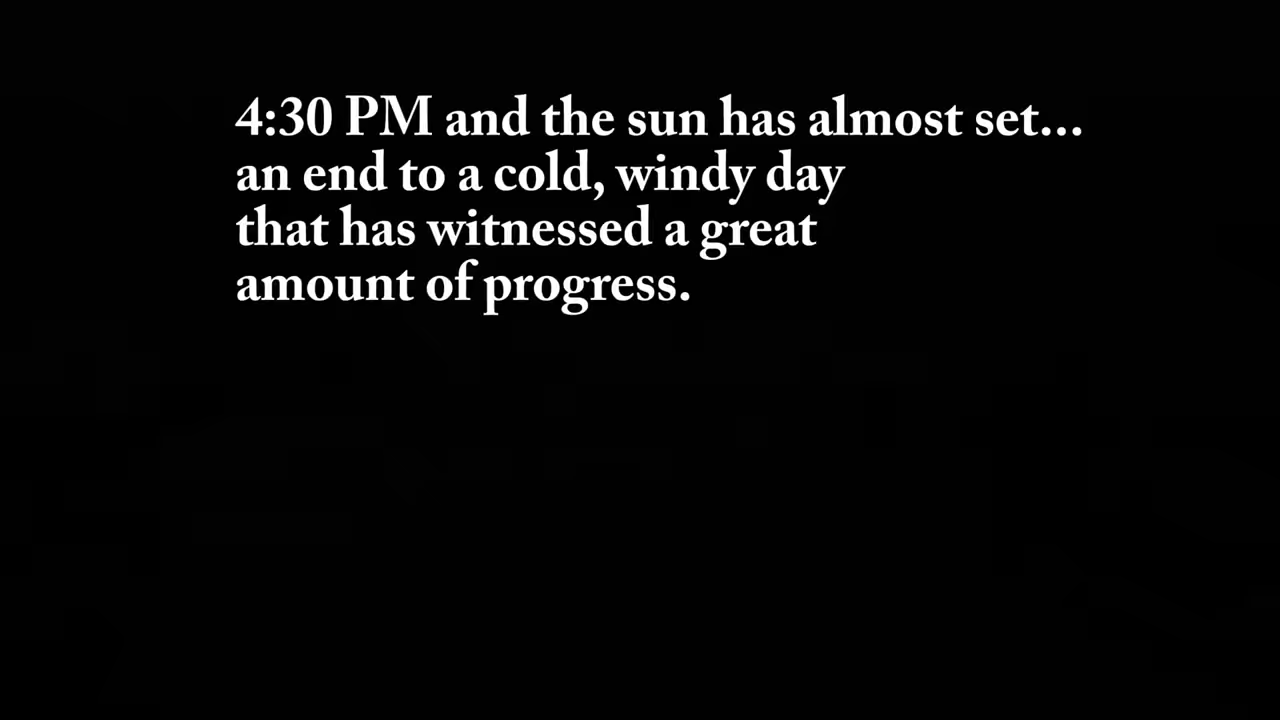 4:30 PM and the sun has almost set...
an end to a cold, windy day
that has witnessed a great
amount of progress.